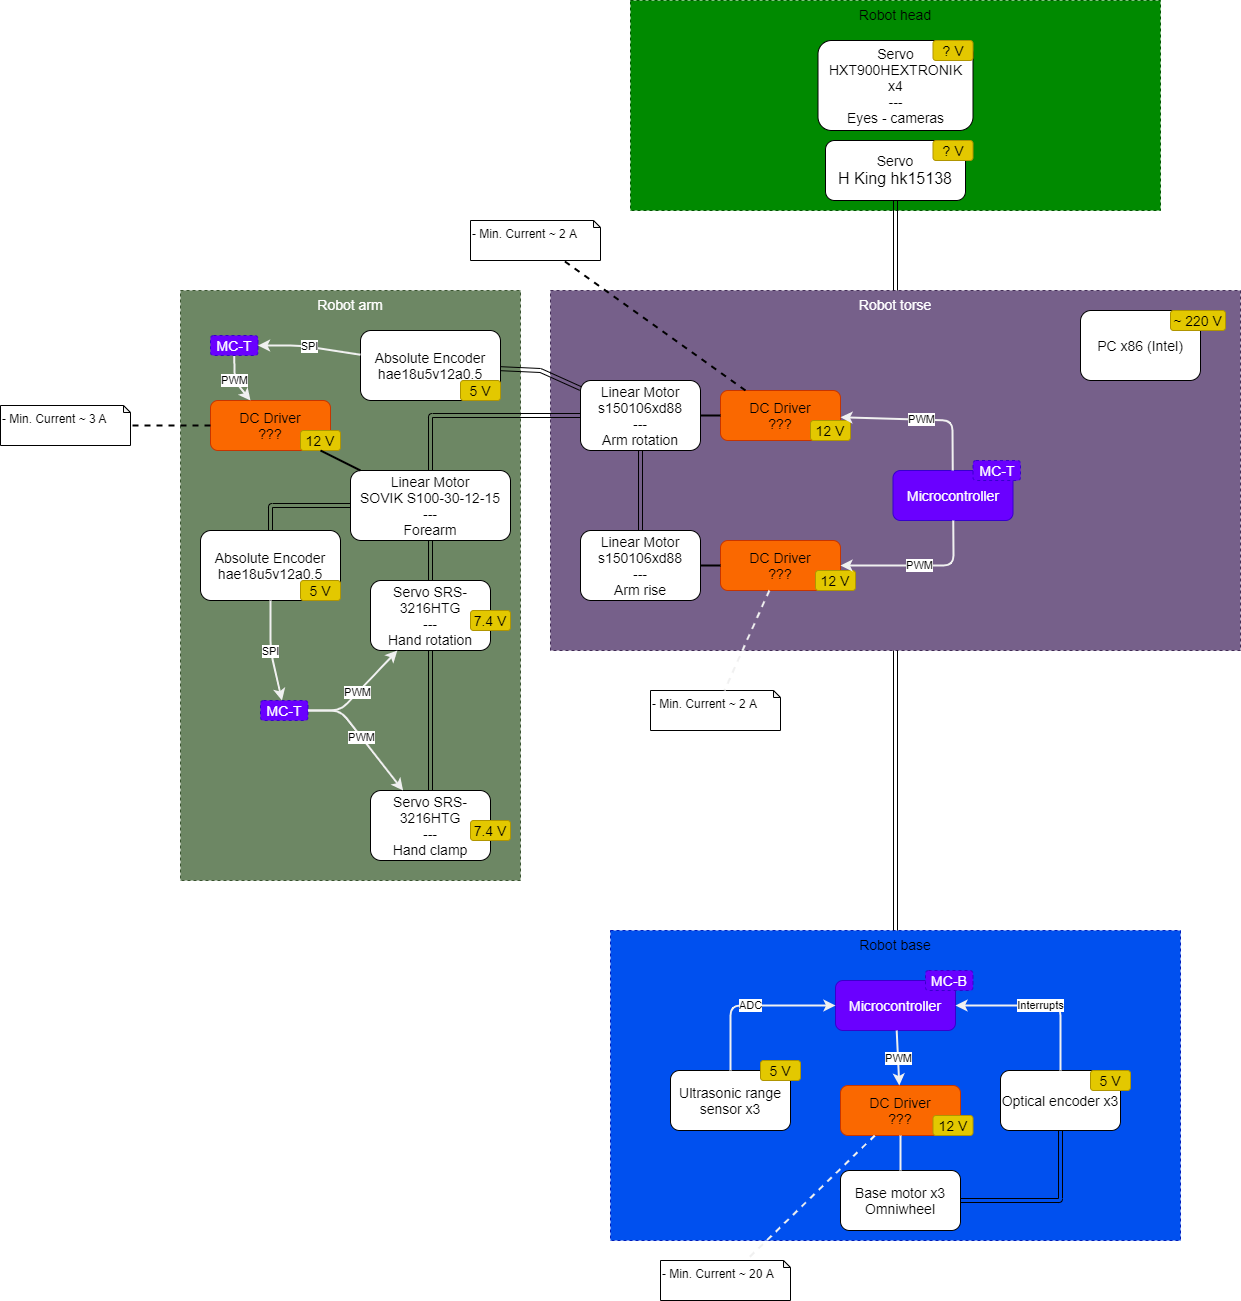 Robot head
Servo
HXT900HEXTRONIK
x4
---
Eyes - cameras
? V
Servo
H King hk15138
? V
- Min. Current ~ 2 A
Robot arm
MC-T
SPI
Absolute Encoder
hae18u5v12a0.5
5 V
PWM
- Min. Current ~ 3 A
DC Driver
???
12 V
Linear Motor
SOVIK S100-30-12-15
---
Forearm
Absolute Encoder
hae18u5v12a0.5
5 V
Servo SRS-
3216HTG
---
Hand rotation
7.4 V
SPI
MC-T
PWM
PWM
Servo SRS-
3216HTG
---
Hand clamp
7.4 V
Robot torse
~ 220 V
PC x86 (Intel)
Linear Motor
s150106xd88
---
Arm rotation
DC Driver
???
12 V
PWM
MC-T
Microcontroller
Linear Motor
s150106xd88
---
Arm rise
DC Driver
???
12 V
PWM
- Min. Current ~ 2 A
Robot base
MC-B
Microcontroller
ADC
Interrupts
PWM
Ultrasonic range
sensor x3
5 V
DC Driver
???
12 V
Optical encoder x3
5 V
Base motor x3
Omniwheel
- Min. Current ~ 20 A